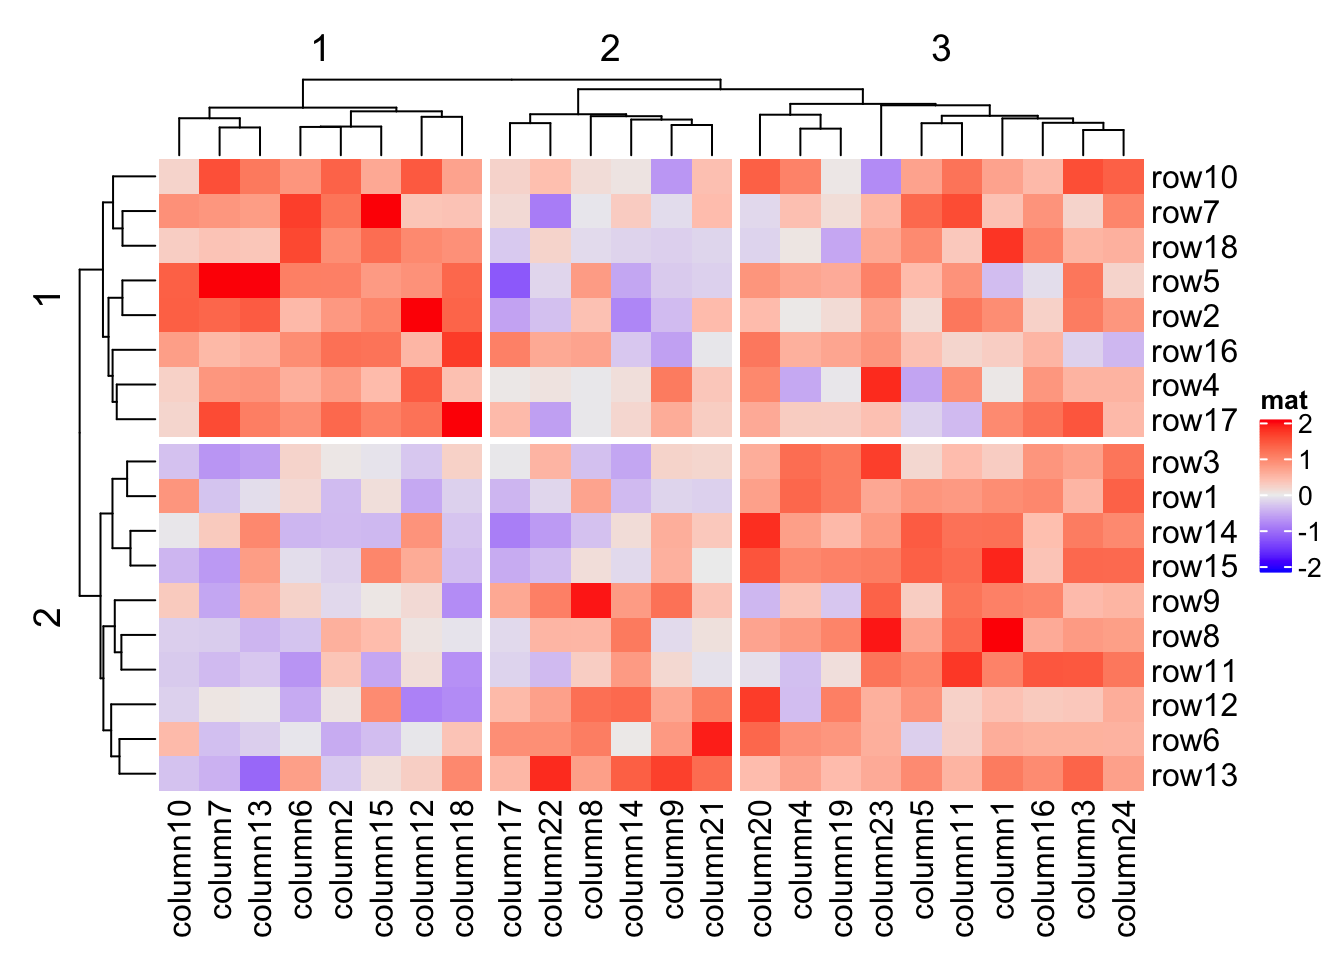 1 2 3
row10
row7
row18
row5
row2
row16
row4
row17
1
row3
row1
row14
row15
row9
row8
row11
row12
row6
row13
2
mat
2
1
0
-1
-2
column10
column7
column13
column6
column2
column15
column12
column18
column17
column22
column8
column14
column9
column21
column20
column4
column19
column23
column5
column11
column1
column16
column3
column24